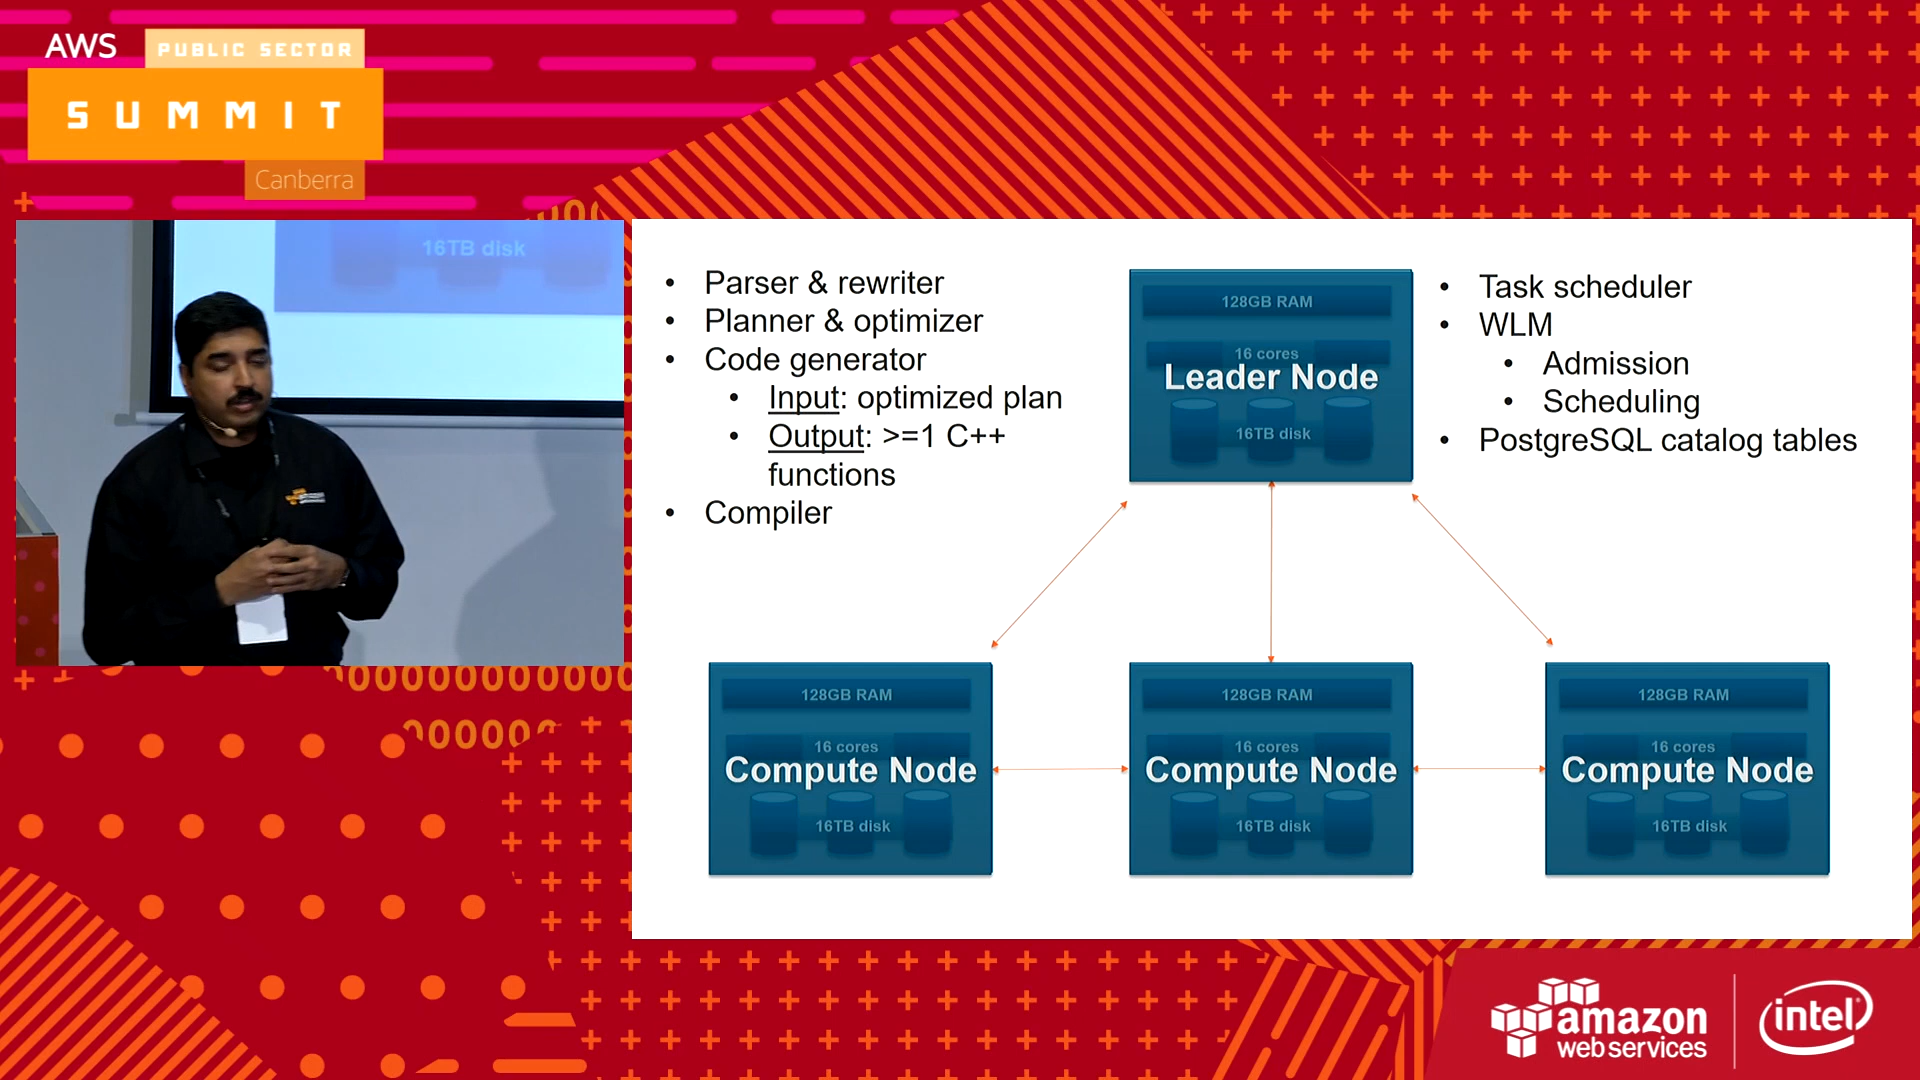 AWS
PUBLIC SECTOR
SUMMIT
Canberra
16TB disk
• Parser & rewriter
• Planner & optimizer
• Code generator
• Input: optimized plan
• Output: >=1 C++
functions
• Compiler
128GB RAM
16 cores
Leader Node
16TB disk
• Task scheduler
• WLM
• Admission
• Scheduling
• PostgreSQL catalog tables
128GB RAM
16 cores
Compute Node
16TB disk
128GB RAM
16 cores
Compute Node
16TB disk
128GB RAM
16 cores
Compute Node
16TB disk
amazon
web services
intel